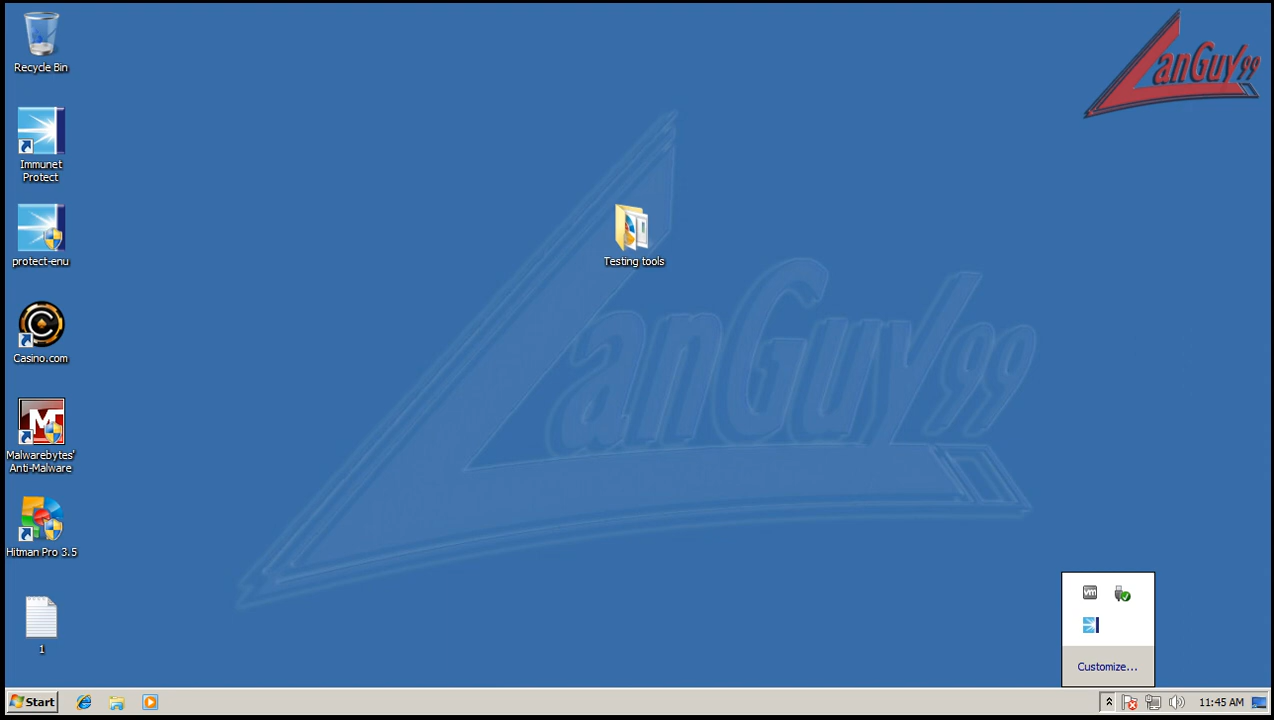 Recycle Bin
LanGuy99
Immunet
Protect
protect-enu
Testing tools
Casino.com
LanGuy99
Malwarebytes'
Anti-Malware
Hitman Pro 3.5
vm
1
Customize...
Start
11:45 AM